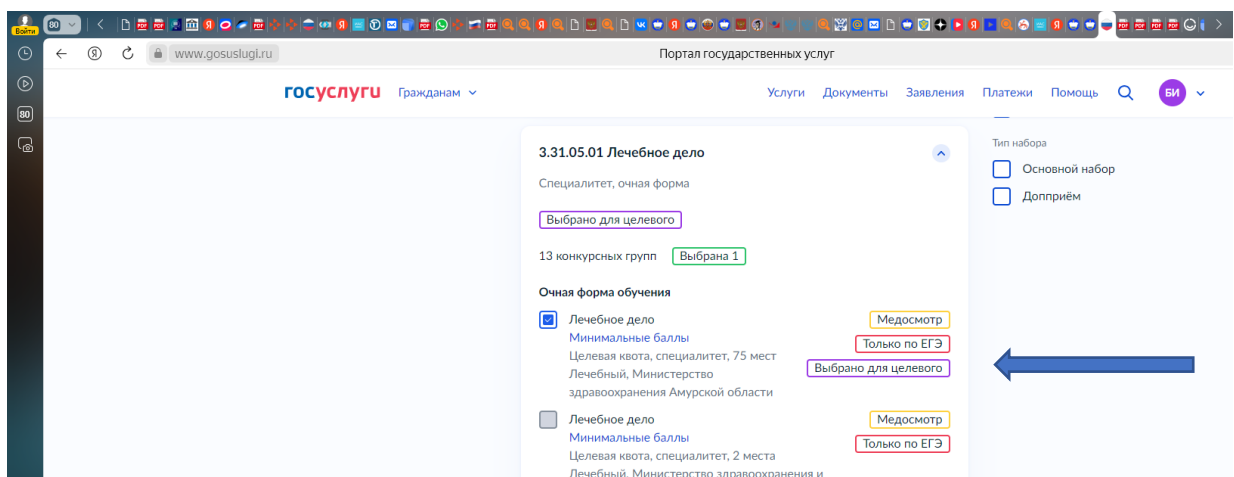 Войти
80
www.gosuslugi.ru
Портал государственных услуг
80
госуслуги Гражданам
Услуги Документы Заявления Платежи Помощь БИ
3.31.05.01 Лечебное дело
Специалитет, очная форма
Выбрано для целевого
13 конкурсных групп Выбрана 1
Очная форма обучения
Лечебное дело Медосмотр
Минимальные баллы Только по ЕГЭ
Целевая квота, специалитет, 75 мест Выбрано для целевого
Лечебный, Министерство
здравоохранения Амурской области
Лечебное дело Медосмотр
Минимальные баллы Только по ЕГЭ
Целевая квота, специалитет, 2 места
Лечебный, Министерство здравоохранения и
Тип набора
Основной набор
Допприём